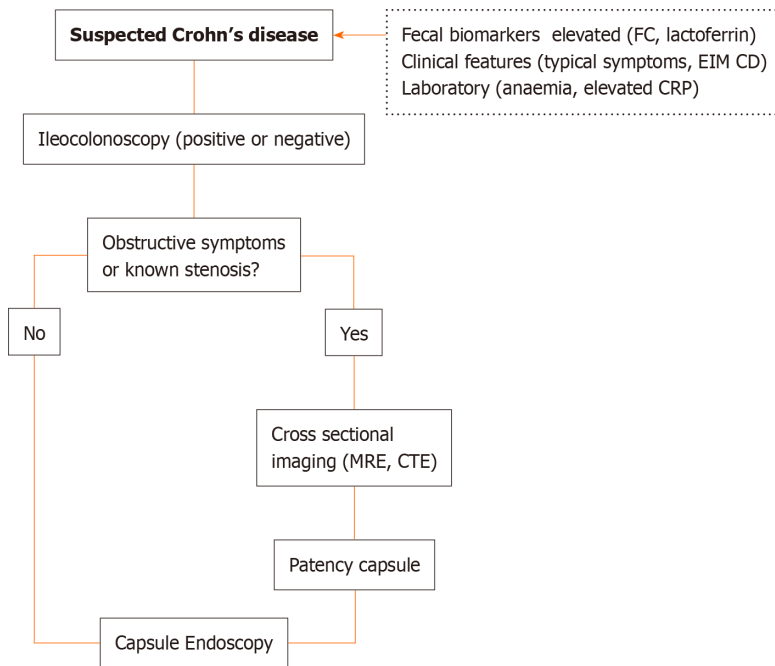 Suspected Crohn's disease
Fecal biomarkers elevated (FC, lactoferrin)
Clinical features (typical symptoms, EIM CD)
Laboratory (anaemia, elevated CRP)
Ileocolonoscopy (positive or negative)
Obstructive symptoms
or known stenosis?
No
Yes
Cross sectional
imaging (MRE, CTE)
Patency capsule
Capsule Endoscopy